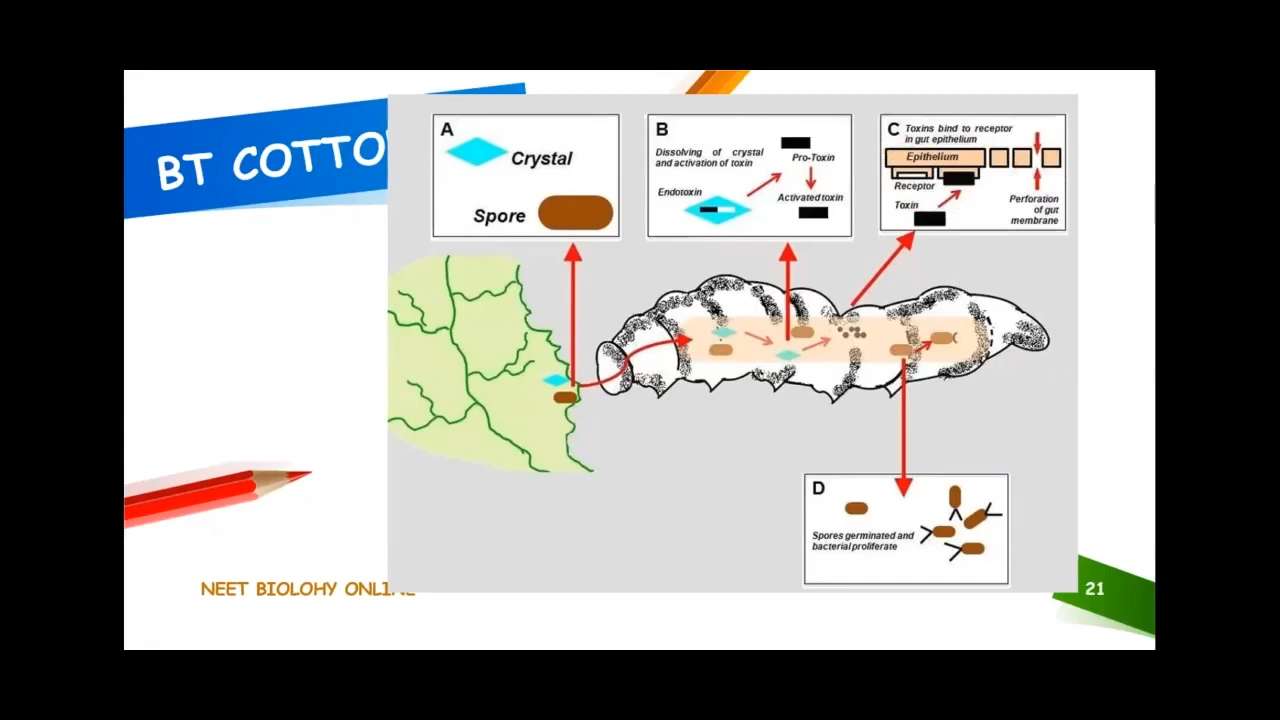 BT COTTO
A
Crystal
Spore
B
Dissolving of crystal
and activation of toxin
Pro-Toxin
Endotoxin
Activated toxin
C
Toxins bind to receptor
in gut epithelium
Epithelium
Receptor
Toxin
Perforation
of gut
membrane
D
Spores germinated and
bacterial proliferate
NEET BIOLOHY ONLINE
21